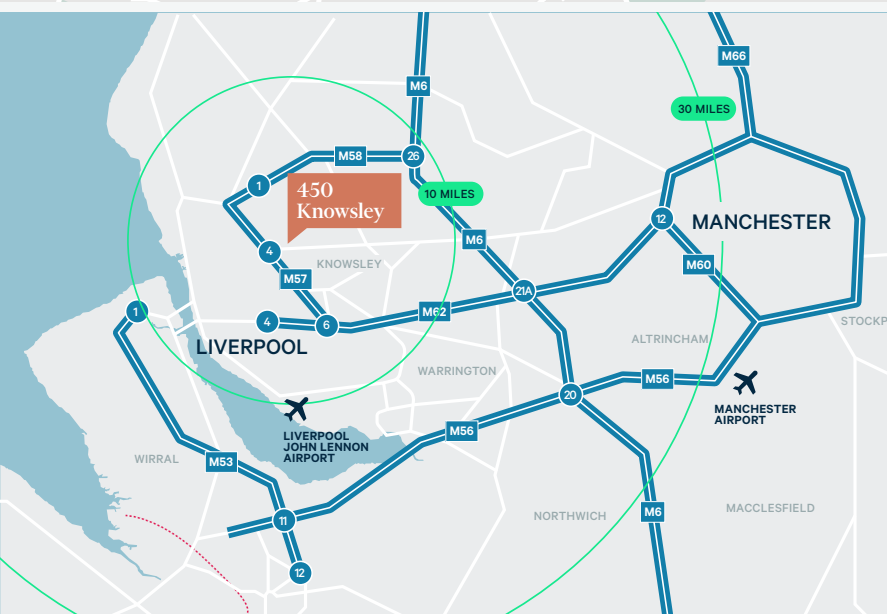 M66
M6
30 MILES
M58
26
1
450
Knowsley
10 MILES
12
MANCHESTER
4
M6
KNOWSLEY
M60
M57
21A
1
4
6
M62
STOCKP
LIVERPOOL
ALTRINCHAM
WARRINGTON
M56
20
MANCHESTER
AIRPORT
LIVERPOOL
JOHN LENNON
AIRPORT
M56
WIRRAL
M53
M6
MACCLESFIELD
NORTHWICH
11
12